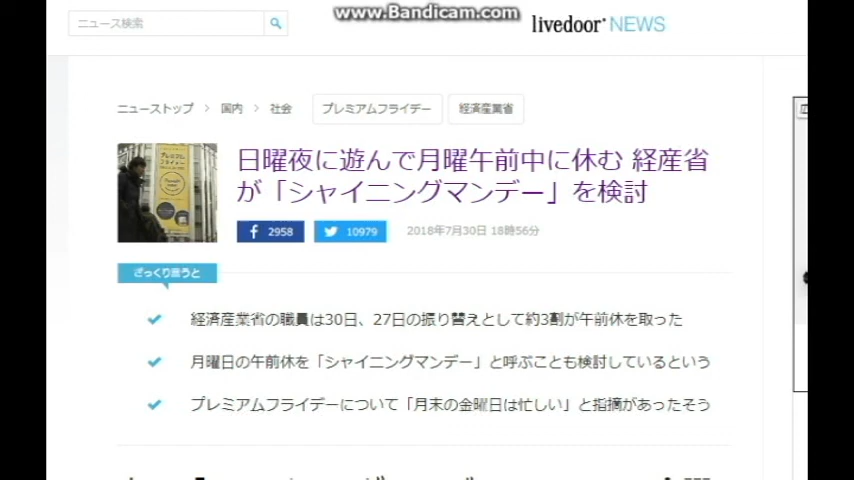 www.Bandicam.com
ニュース検索
livedoor NEWS
ニューストップ > 国内 > 社会 プレミアムフライデー 経済産業省
日曜夜に遊んで月曜午前中に休む 経産省
が「シャイニングマンデー」を検討
2958 10979 2018年7月30日 18時56分
ざっくり言うと
経済産業省の職員は30日、27日の振り替えとして約3割が午前休を取った
月曜日の午前休を「シャイニングマンデー」と呼ぶことも検討しているという
プレミアムフライデーについて「月末の金曜日は忙しい」と指摘があったそう